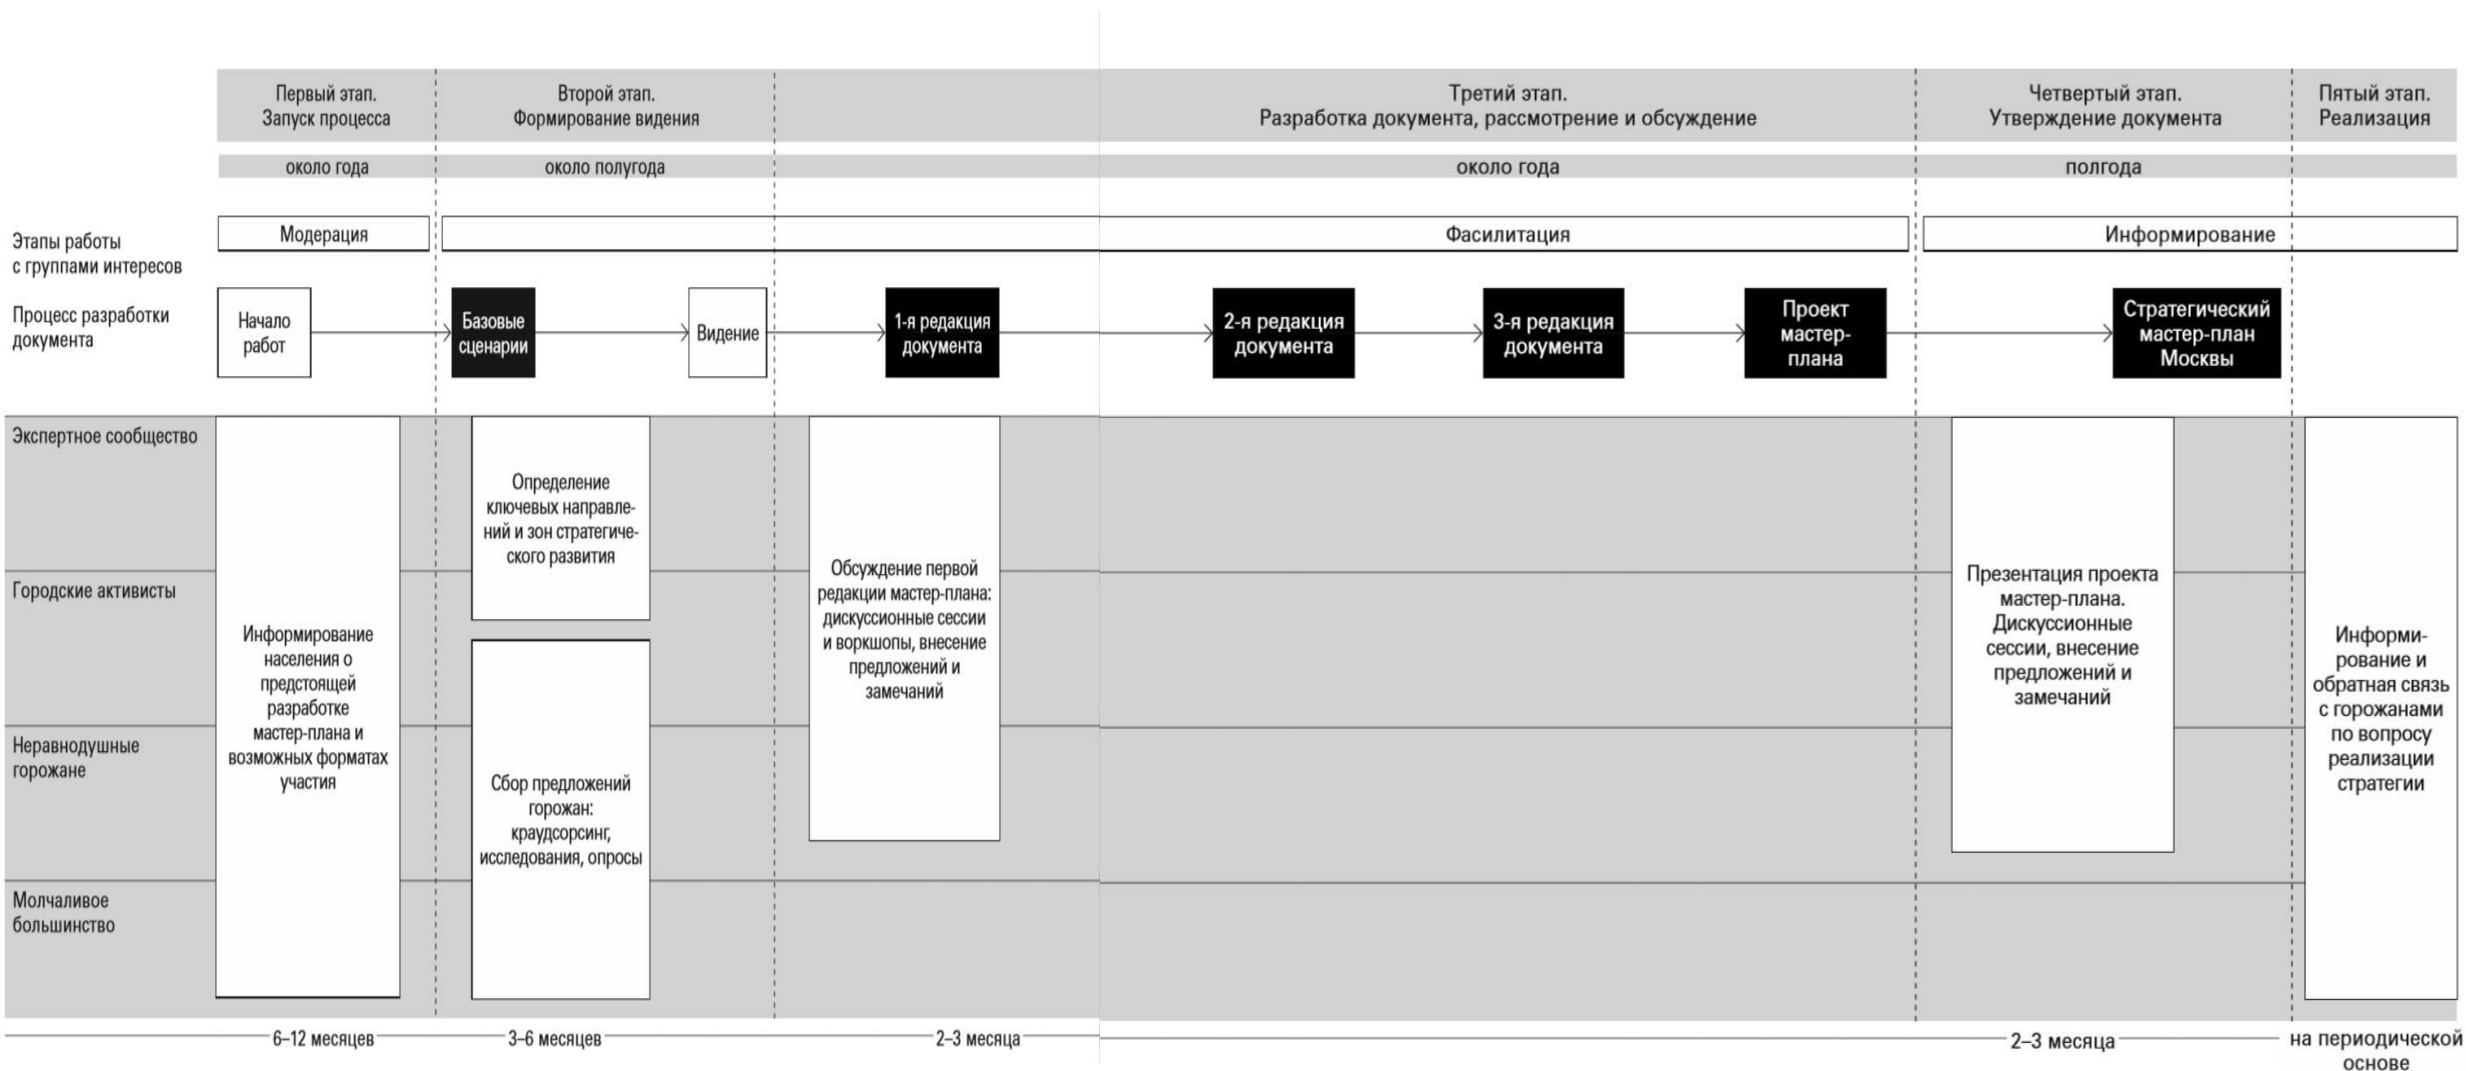 Первый этап.
Запуск процесса
Второй этап.
Формирование видения
Третий этап.
Разработка документа, рассмотрение и обсуждение
Четвертый этап.
Утверждение документа
Пятый этап.
Реализация
около года
около полугода
около года
полгода
Этапы работы
с группами интересов
Модерация
Фасилитация
Информирование
Процесс разработки
документа
Начало
работ
Базовые
сценарии
Видение
1-я редакция
документа
2-я редакция
документа
3-я редакция
документа
Проект
мастер-
плана
Стратегический
мастер-план
Москвы
Экспертное сообщество
Городские активисты
Неравнодушные
горожане
Молчаливое
большинство
Информирование
населения о
предстоящей
разработке
мастер-плана и
возможных форматах
участия
Определение
ключевых направле-
ний и зон стратегиче-
ского развития
Сбор предложений
горожан:
краудсорсинг,
исследования, опросы
Обсуждение первой
редакции мастер-плана:
дискуссионные сессии
и воркшопы, внесение
предложений и
замечаний
Презентация проекта
мастер-плана.
Дискуссионные
сессии, внесение
предложений и
замечаний
Информи-
рование и
обратная связь
с горожанами
по вопросу
реализации
стратегии
6–12 месяцев
3–6 месяцев
2–3 месяца
2–3 месяца
на периодической
основе